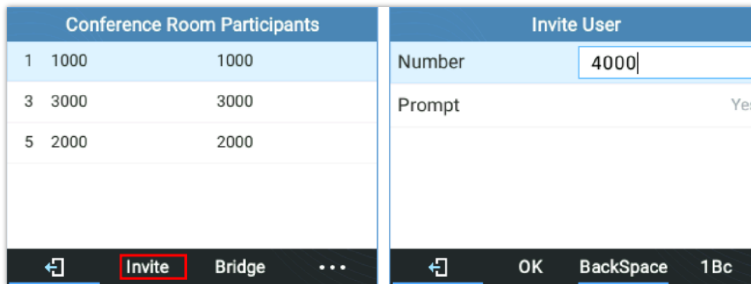 Conference Room Participants
1 1000 1000
3 3000 3000
5 2000 2000
Invite Bridge ...
Invite User
Number 4000
Prompt Yes
OK BackSpace 1Bc